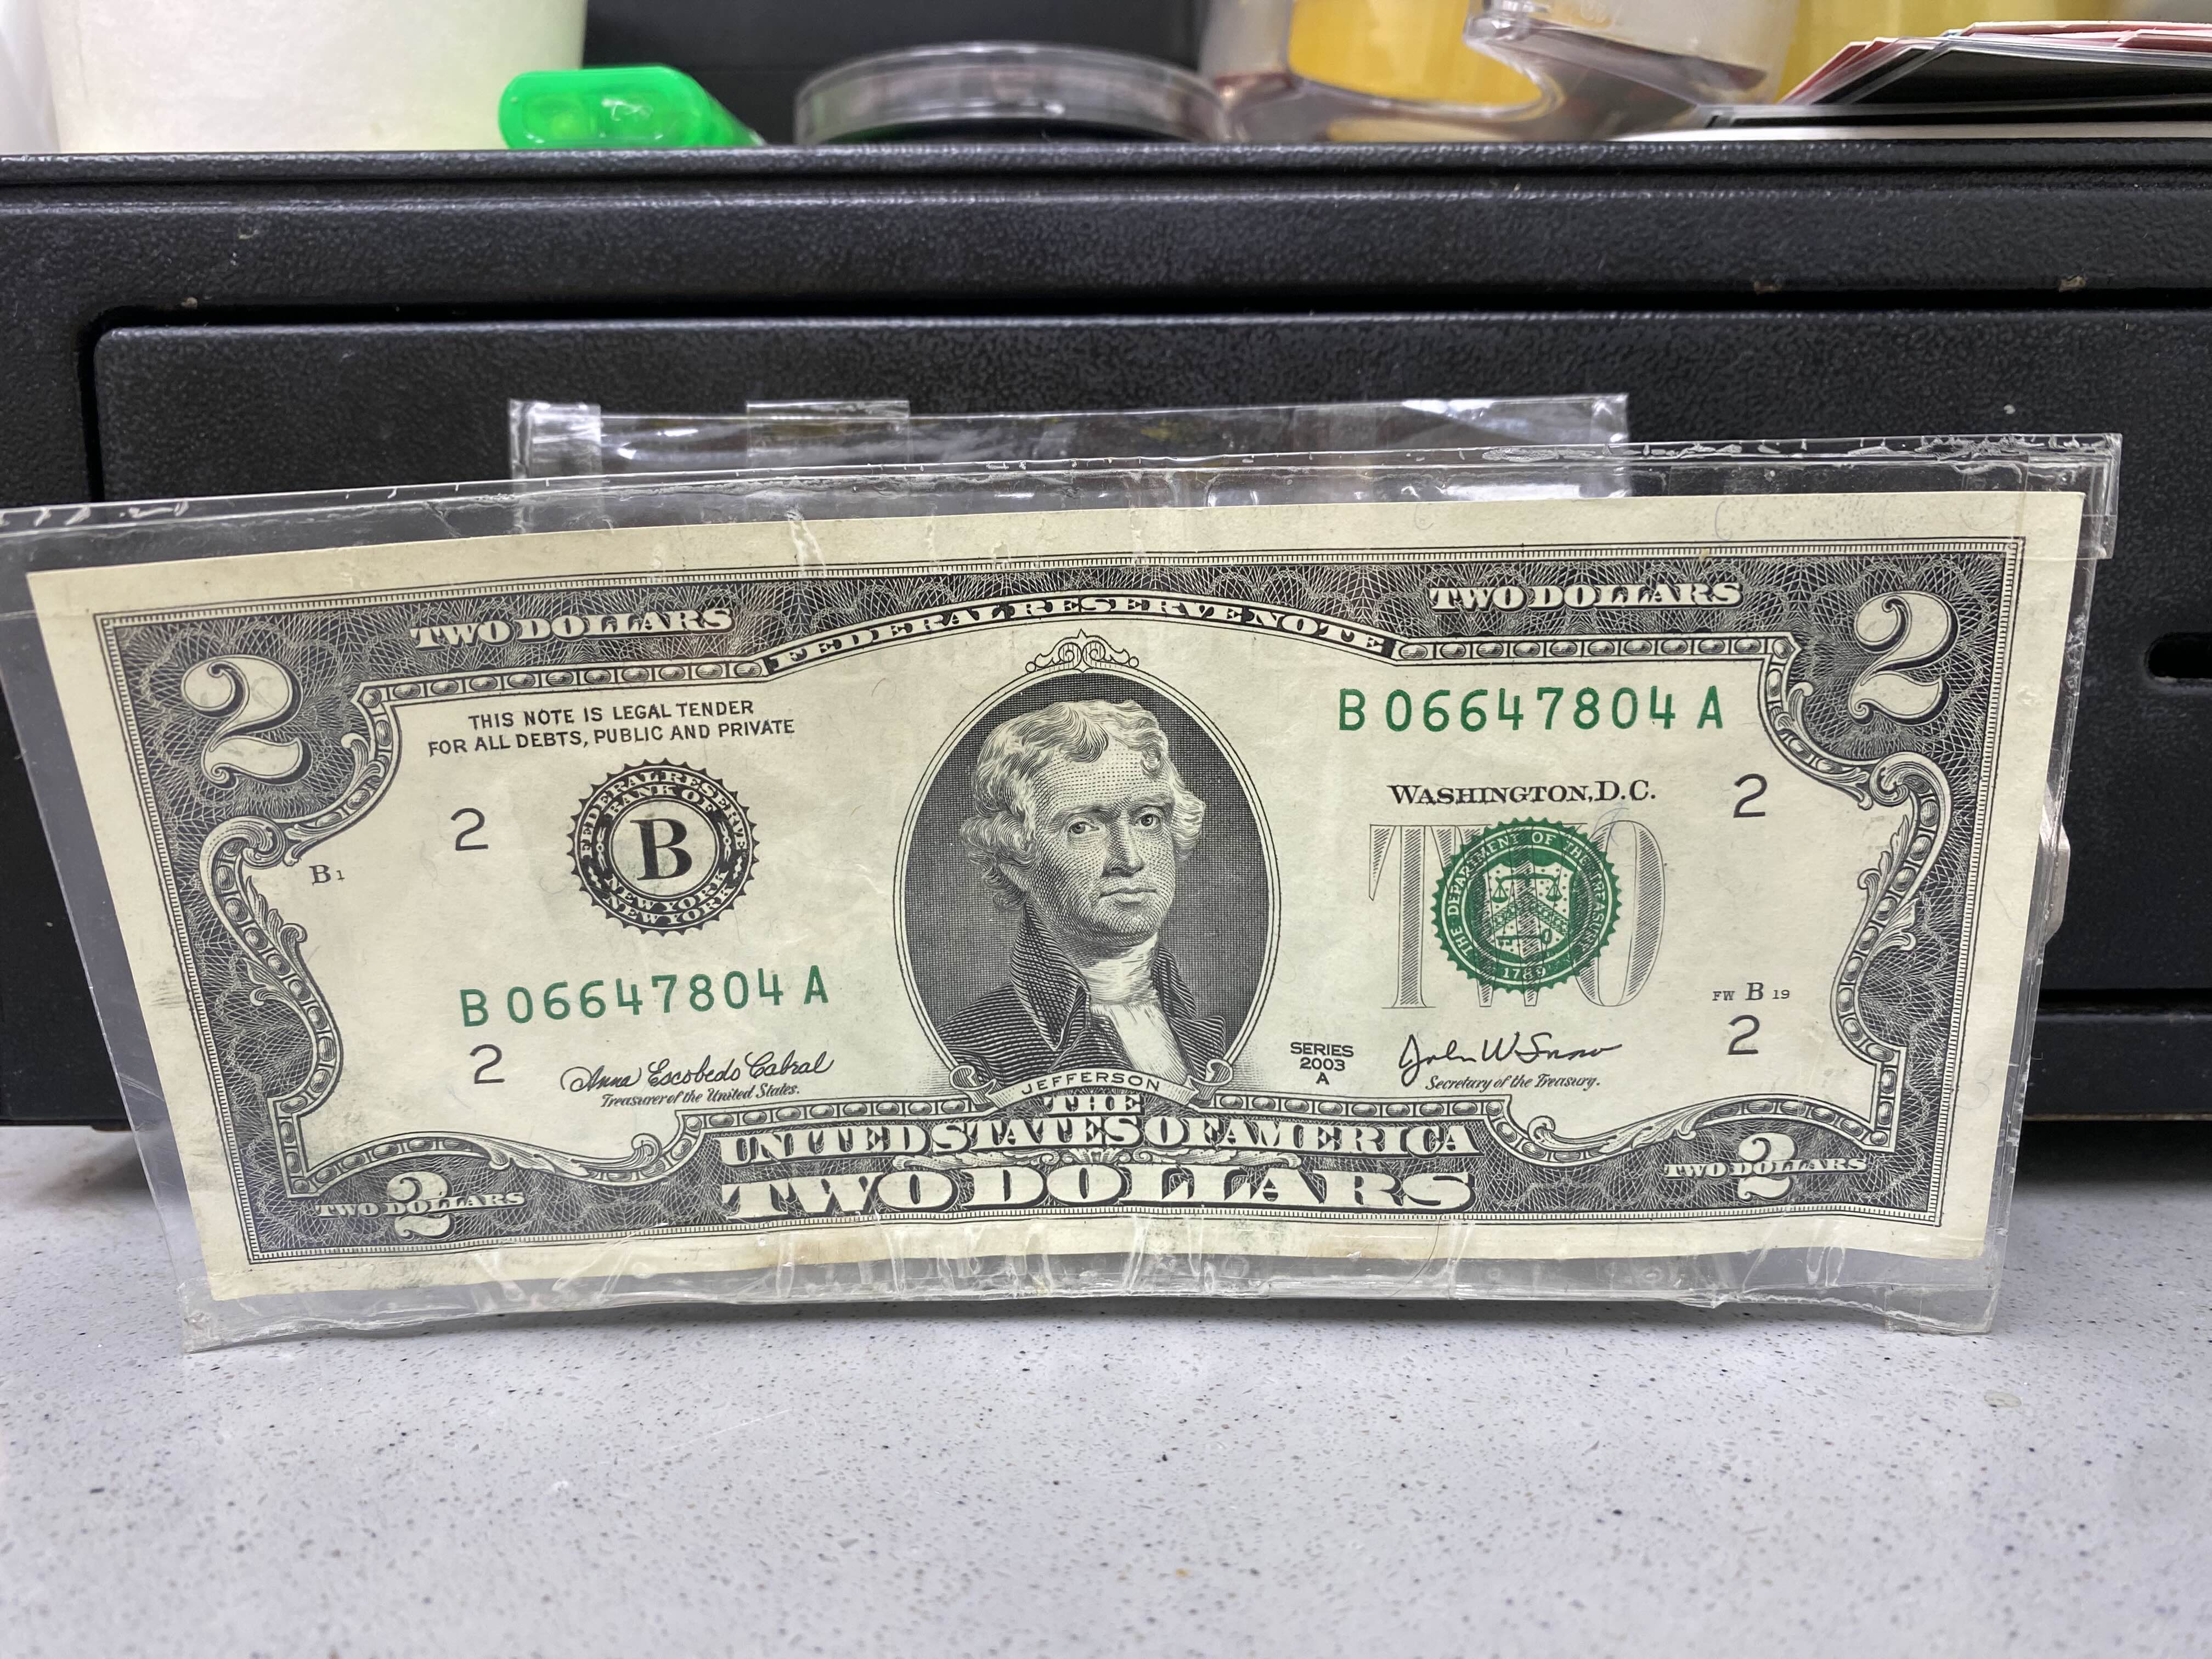 TWO DOLLARS
FEDERAL RESERVE NOTE
TWO DOLLARS
2
2
THIS NOTE IS LEGAL TENDER
FOR ALL DEBTS, PUBLIC AND PRIVATE
B 06647804 A
WASHINGTON, D.C.
2
2
FEDERAL RESERVE
BANK OF
B
NEW YORK
NEW YORK
B1
TWO
THE DEPARTMENT OF THE TREASURY
1789
B 06647804 A
FW B 19
2
2
Anna Escobedo Cabral
Treasurer of the United States.
SERIES
2003
A
John W Snow
Secretary of the Treasury.
JEFFERSON
THE
UNITED STATES OF AMERICA
TWO DOLLARS
TWO DOLLARS
2
TWO DOLLARS
2